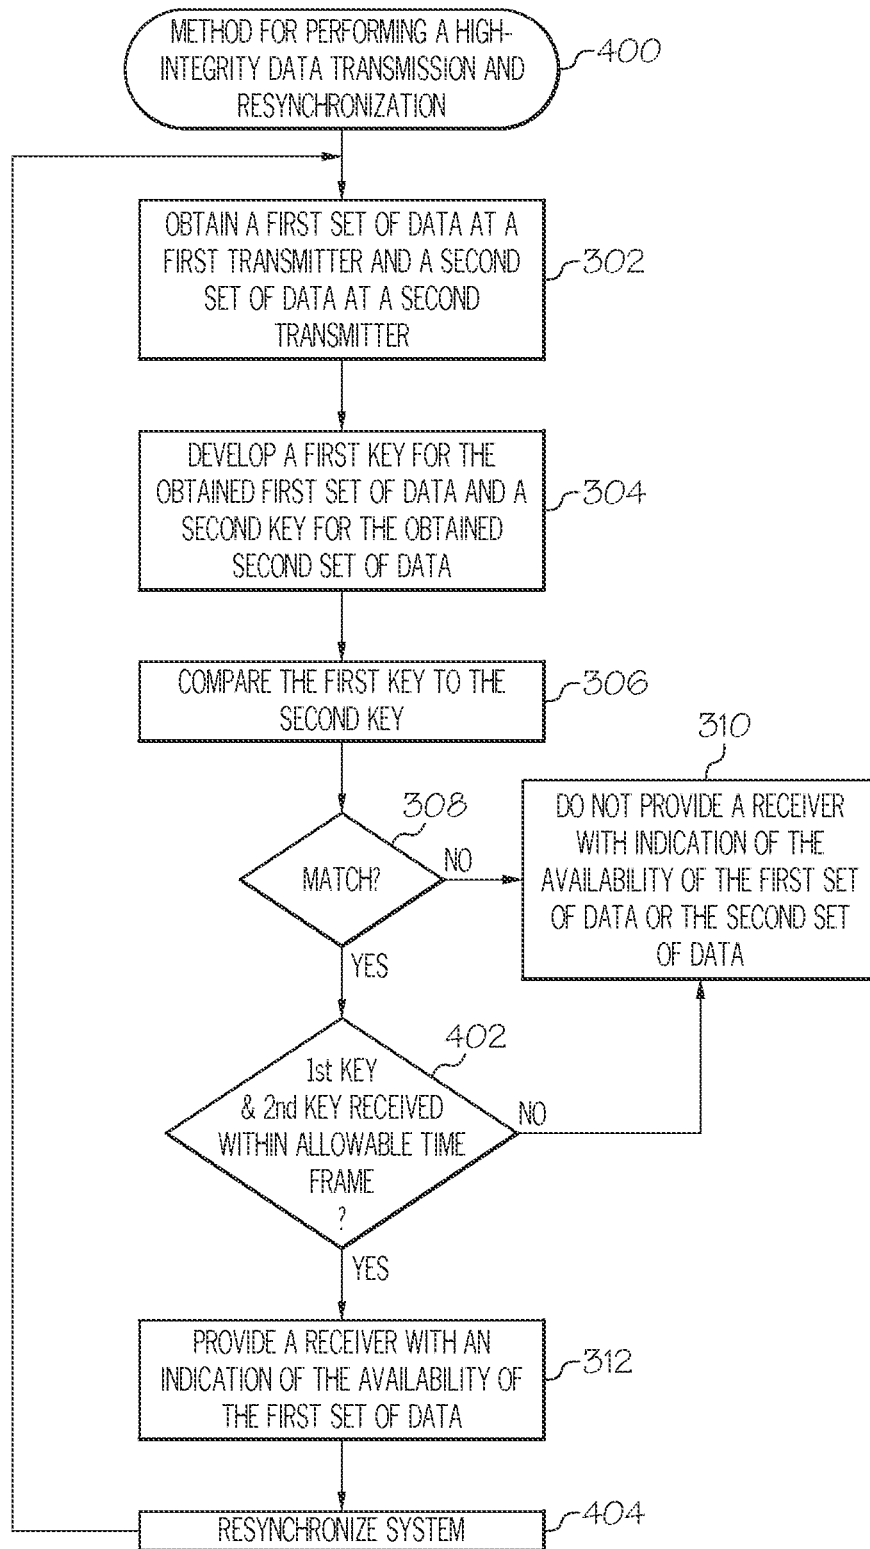 METHOD FOR PERFORMING A HIGH-
INTEGRITY DATA TRANSMISSION AND
RESYNCHRONIZATION
400
OBTAIN A FIRST SET OF DATA AT A
FIRST TRANSMITTER AND A SECOND
SET OF DATA AT A SECOND
TRANSMITTER
302
DEVELOP A FIRST KEY FOR THE
OBTAINED FIRST SET OF DATA AND A
SECOND KEY FOR THE OBTAINED
SECOND SET OF DATA
304
COMPARE THE FIRST KEY TO THE
SECOND KEY
306
MATCH?
308
NO
YES
310
DO NOT PROVIDE A RECEIVER
WITH INDICATION OF THE
AVAILABILITY OF THE FIRST SET
OF DATA OR THE SECOND SET
OF DATA
1st KEY
& 2nd KEY RECEIVED
WITHIN ALLOWABLE TIME
FRAME
?
402
NO
YES
PROVIDE A RECEIVER WITH AN
INDICATION OF THE AVAILABILITY OF
THE FIRST SET OF DATA
312
RESYNCHRONIZE SYSTEM
404